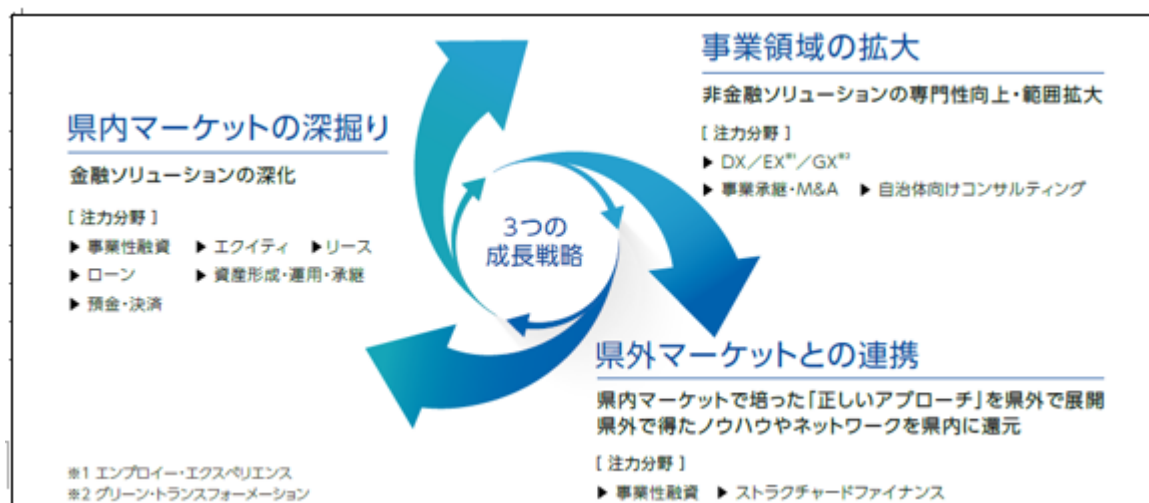 県内マーケットの深掘り
金融ソリューションの深化
[ 注力分野 ]
▶ 事業性融資 ▶ エクイティ ▶リース
▶ ローン ▶ 資産形成・運用・承継
▶ 預金・決済
3つの
成長戦略
事業領域の拡大
非金融ソリューションの専門性向上・範囲拡大
[ 注力分野 ]
▶ DX／EX※1／GX※2
▶ 事業承継・M&A ▶ 自治体向けコンサルティング
県外マーケットとの連携
県内マーケットで培った「正しいアプローチ」を県外で展開
県外で得たノウハウやネットワークを県内に還元
[ 注力分野 ]
▶ 事業性融資 ▶ ストラクチャードファイナンス
※1 エンプロイー・エクスペリエンス
※2 グリーン・トランスフォーメーション